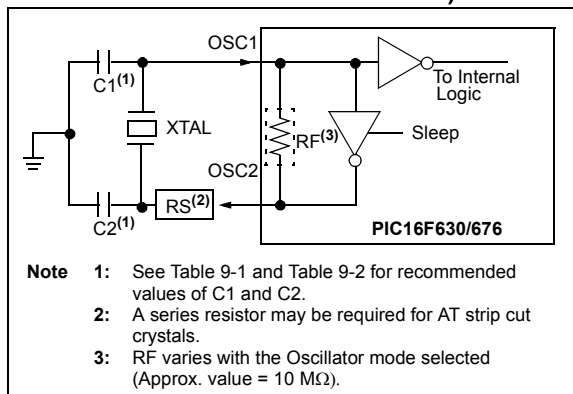 OSC1
C1(1)
To Internal
Logic
XTAL
RF(3)
Sleep
OSC2
C2(1)
RS(2)
PIC16F630/676
Note 1: See Table 9-1 and Table 9-2 for recommended
values of C1 and C2.
2: A series resistor may be required for AT strip cut
crystals.
3: RF varies with the Oscillator mode selected
(Approx. value = 10 MΩ).